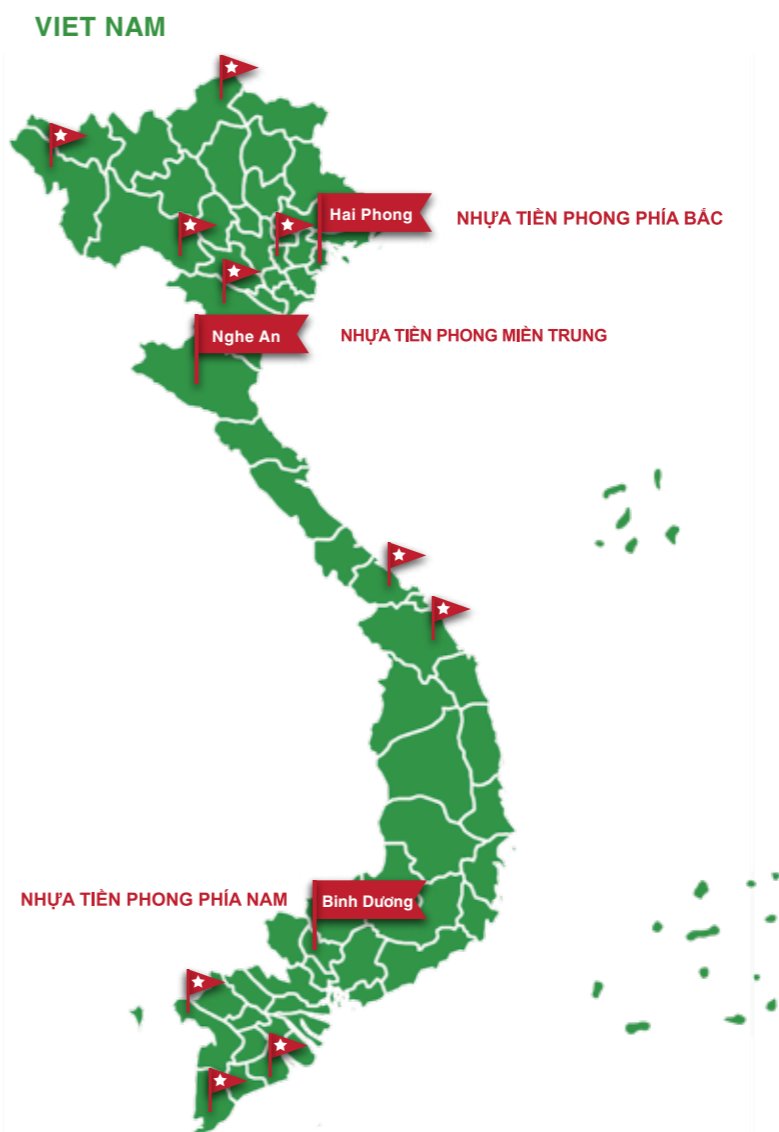 VIET NAM
Hai Phong
NHỰA TIỀN PHONG PHÍA BẮC
Nghe An
NHỰA TIỀN PHONG MIỀN TRUNG
NHỰA TIỀN PHONG PHÍA NAM
Binh Dương